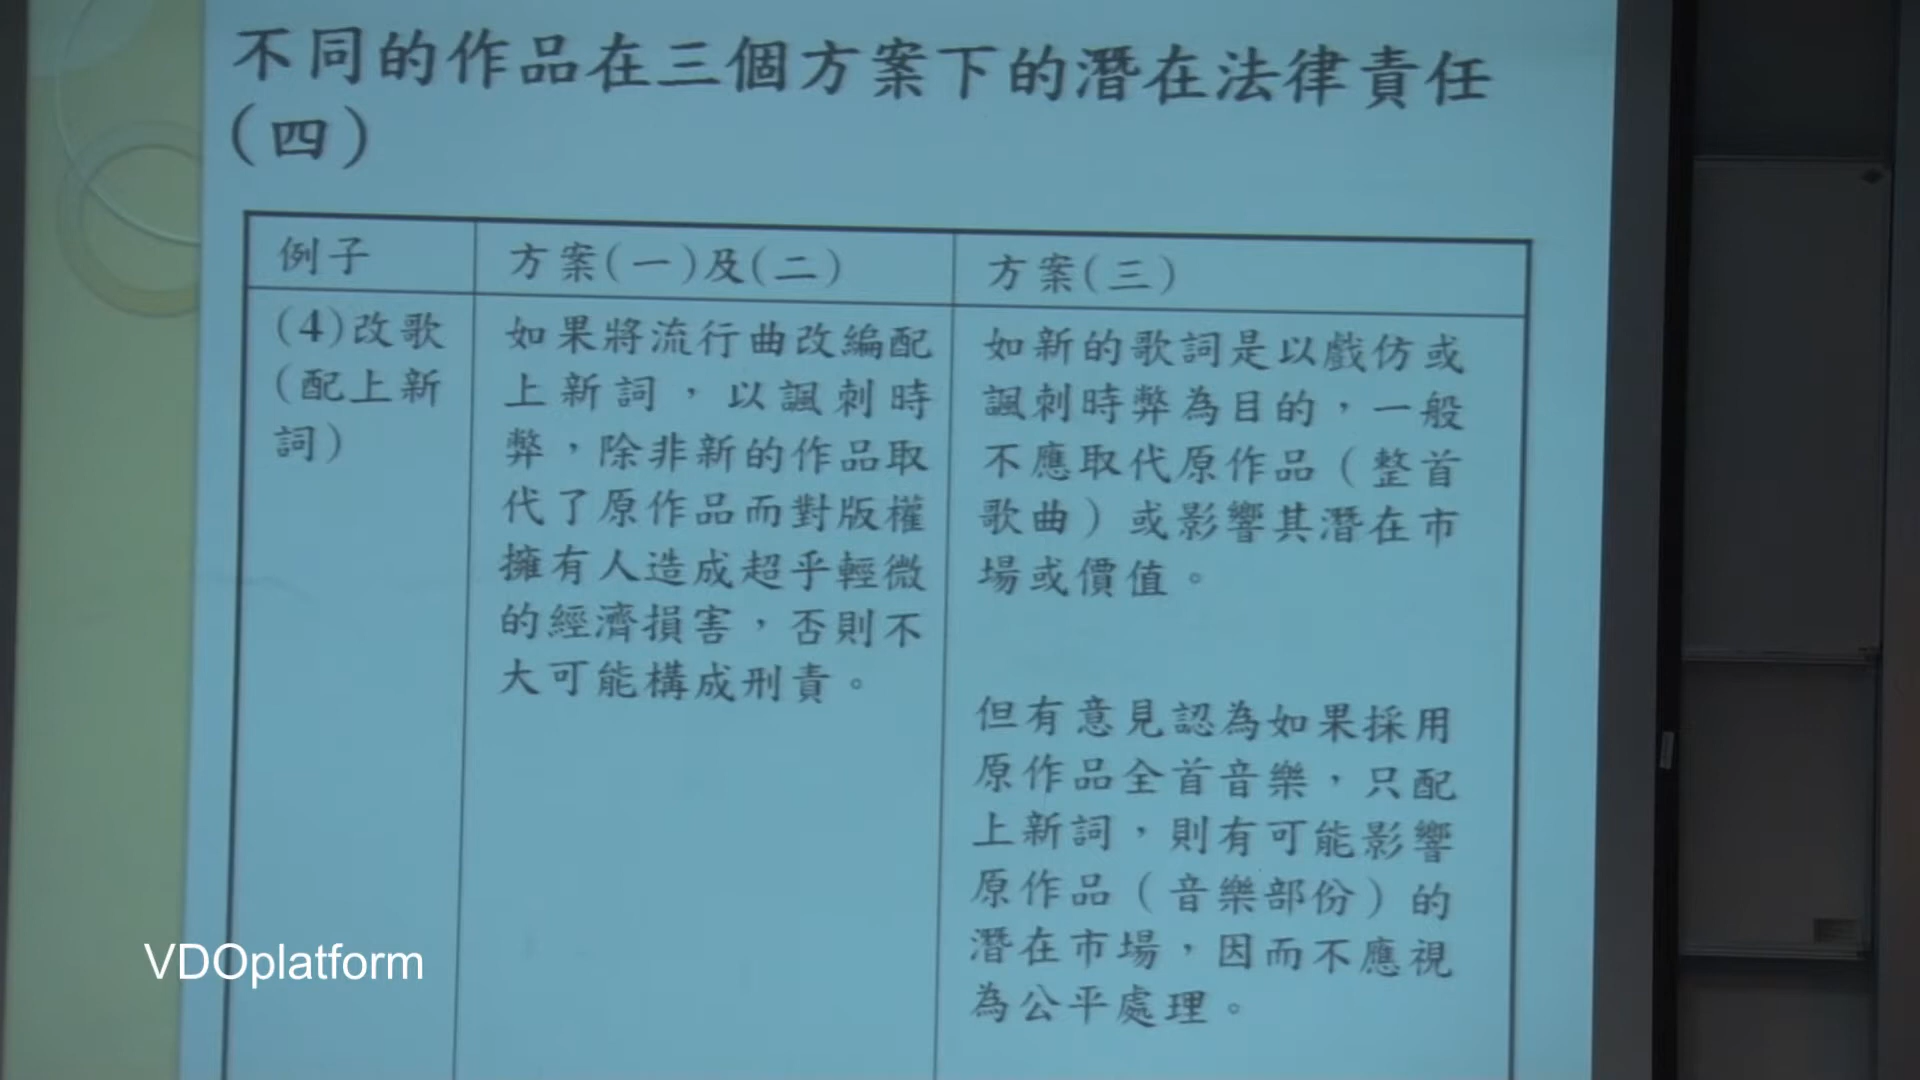 不同的作品在三個方案下的潛在法律責任
(四)
例子
方案(一)及(二)
方案(三)
(4)改歌
(配上新
詞)
如果將流行曲改編配
上新詞，以諷刺時
弊，除非新的作品取
代了原作品而對版權
擁有人造成超乎輕微
的經濟損害，否則不
大可能構成刑責。
如新的歌詞是以戲仿或
諷刺時弊為目的，一般
不應取代原作品(整首
歌曲)或影響其潛在市
場或價值。
但有意見認為如果採用
原作品全首音樂，只配
上新詞，則有可能影響
原作品(音樂部份)的
潛在市場，因而不應視
為公平處理。
VDOplatform